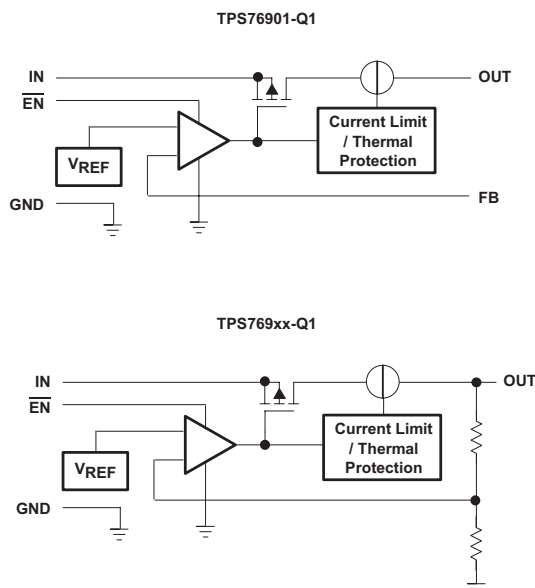 TPS76901-Q1
IN
OUT
EN
Current Limit
/ Thermal
Protection
VREF
GND
FB
TPS769xx-Q1
IN
OUT
EN
Current Limit
/ Thermal
Protection
VREF
GND